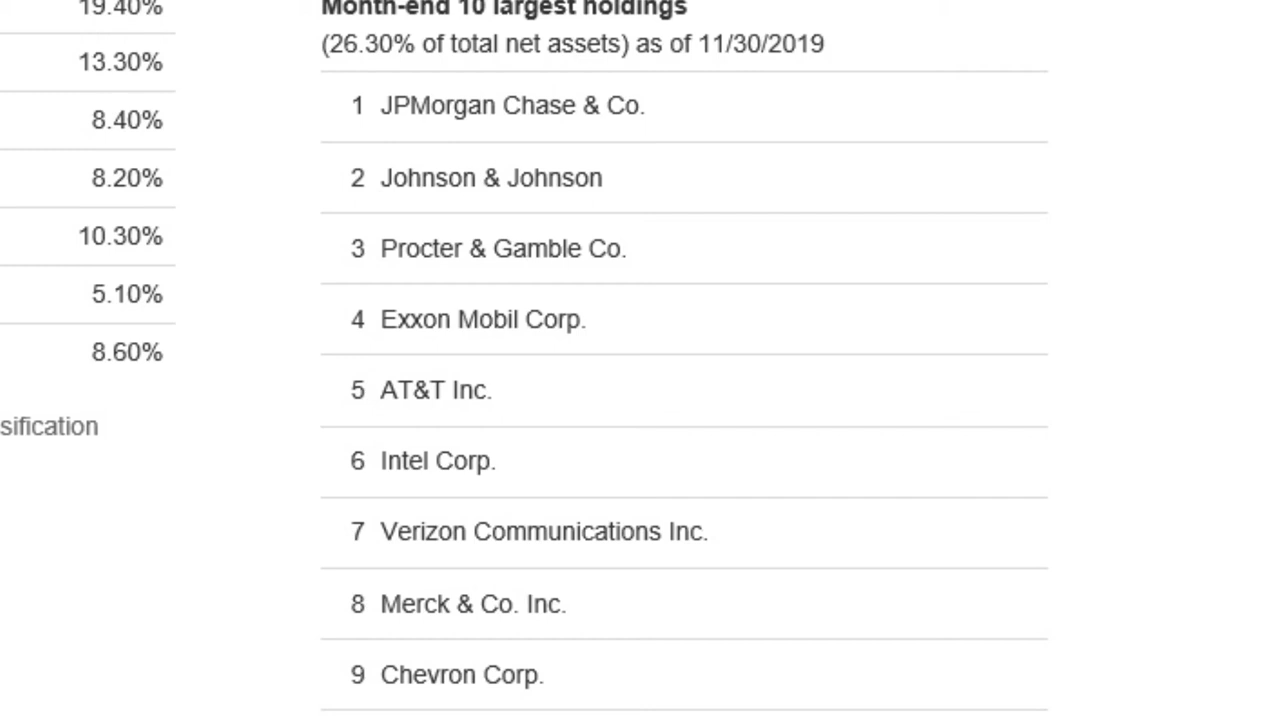 19.40%
13.30%
8.40%
8.20%
10.30%
5.10%
8.60%
sification
Month-end 10 largest holdings
(26.30% of total net assets) as of 11/30/2019
1 JPMorgan Chase & Co.
2 Johnson & Johnson
3 Procter & Gamble Co.
4 Exxon Mobil Corp.
5 AT&T Inc.
6 Intel Corp.
7 Verizon Communications Inc.
8 Merck & Co. Inc.
9 Chevron Corp.